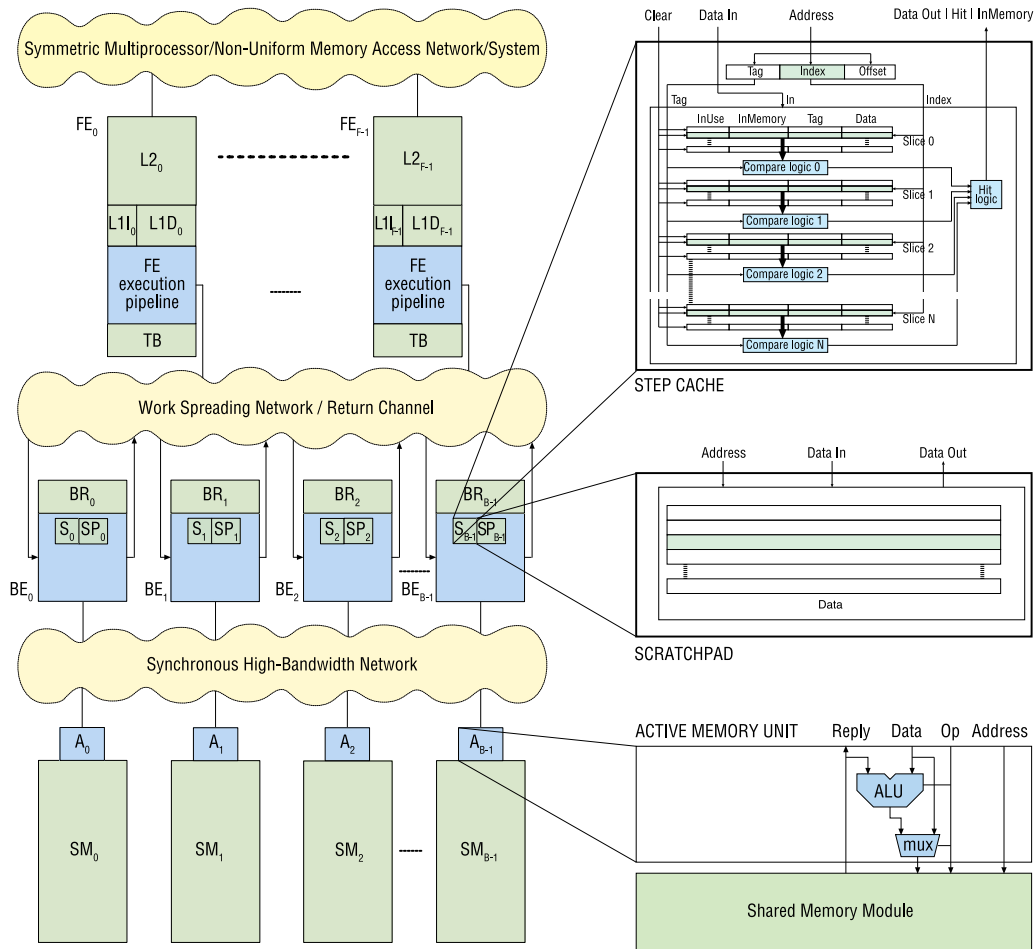 Symmetric Multiprocessor/Non-Uniform Memory Access Network/System
FE0
FEF-1
L20
L2F-1
L1I0
L1D0
L1IF-1
L1DF-1
FE
execution
pipeline
FE
execution
pipeline
TB
TB
Work Spreading Network / Return Channel
BR0
BR1
BR2
BRB-1
S0
SP0
S1
SP1
S2
SP2
SB-1
SPB-1
BE0
BE1
BE2
BEB-1
Synchronous High-Bandwidth Network
A0
A1
A2
AB-1
SM0
SM1
SM2
SMB-1
Clear
Data In
Address
Data Out | Hit | InMemory
Tag
Index
Offset
Tag
In
Index
InUse
InMemory
Tag
Data
Slice 0
Compare logic 0
Slice 1
Hit
logic
Compare logic 1
Slice 2
Compare logic 2
Slice N
Compare logic N
STEP CACHE
Address
Data In
Data Out
Data
SCRATCHPAD
ACTIVE MEMORY UNIT
Reply
Data
Op
Address
ALU
mux
Shared Memory Module